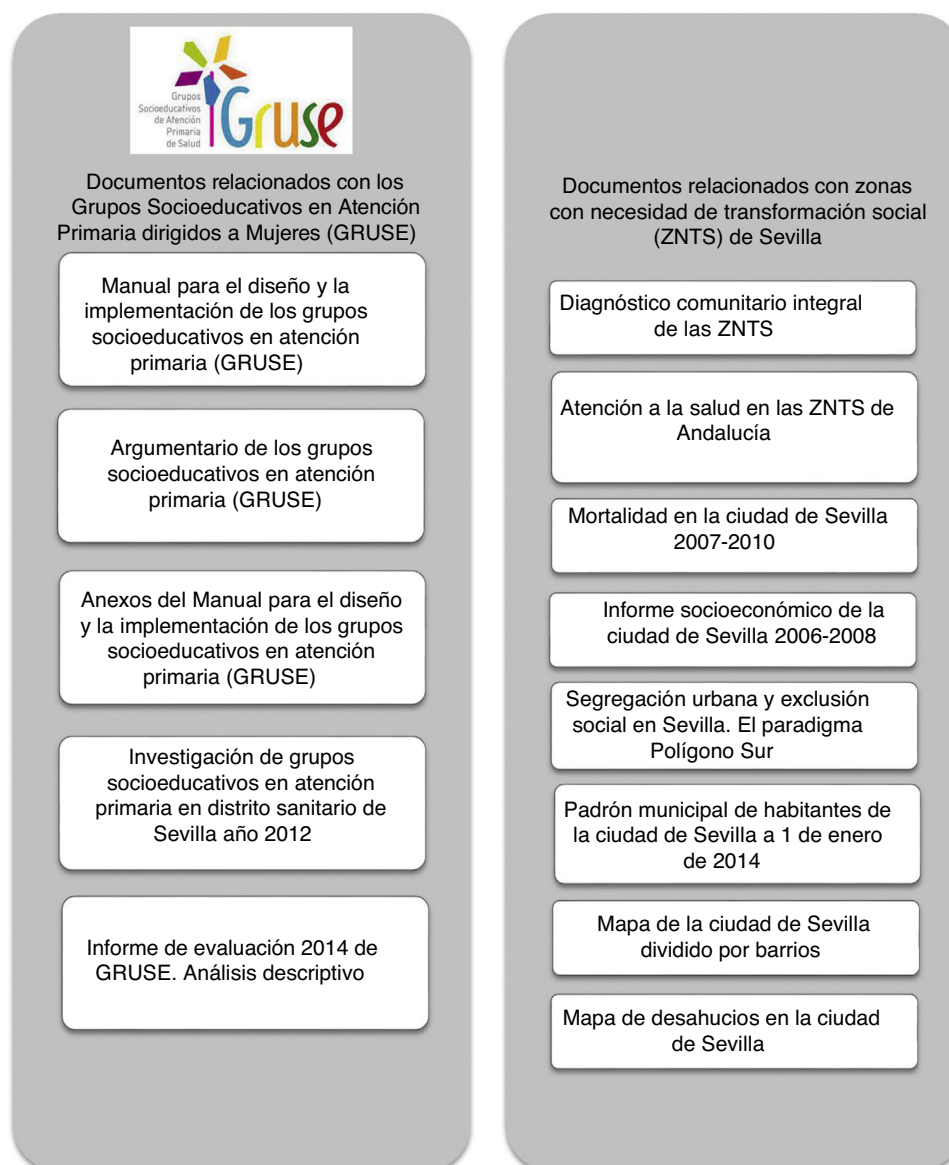 Grupos
Socioeducativos
de Atención
Primaria
de Salud
Gruse
Documentos relacionados con los
Grupos Socioeducativos en Atención
Primaria dirigidos a Mujeres (GRUSE)
Manual para el diseño y la
implementación de los grupos
socioeducativos en atención
primaria (GRUSE)
Argumentario de los grupos
socioeducativos en atención
primaria (GRUSE)
Anexos del Manual para el diseño
y la implementación de los grupos
socioeducativos en atención
primaria (GRUSE)
Investigación de grupos
socioeducativos en atención
primaria en distrito sanitario de
Sevilla año 2012
Informe de evaluación 2014 de
GRUSE. Análisis descriptivo
Documentos relacionados con zonas
con necesidad de transformación social
(ZNTS) de Sevilla
Diagnóstico comunitario integral
de las ZNTS
Atención a la salud en las ZNTS de
Andalucía
Mortalidad en la ciudad de Sevilla
2007-2010
Informe socioeconómico de la
ciudad de Sevilla 2006-2008
Segregación urbana y exclusión
social en Sevilla. El paradigma
Polígono Sur
Padrón municipal de habitantes de
la ciudad de Sevilla a 1 de enero
de 2014
Mapa de la ciudad de Sevilla
dividido por barrios
Mapa de desahucios en la ciudad
de Sevilla